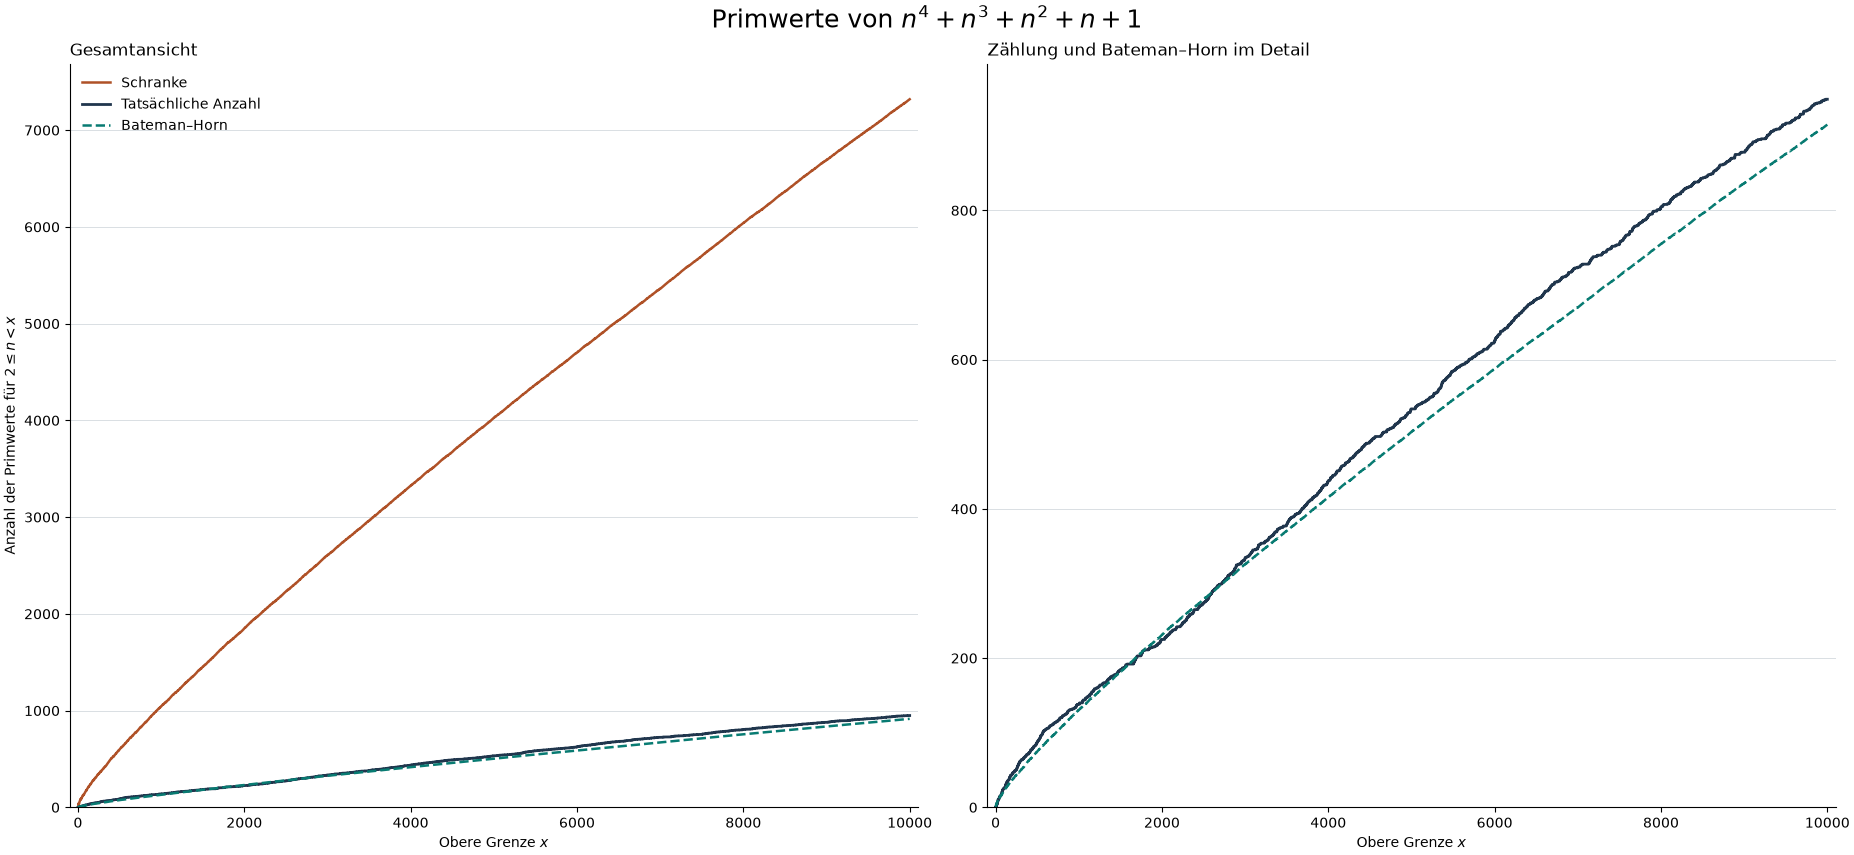 Primwerte von n⁴ + n³ + n² + n + 1
Gesamtansicht
Schranke
Tatsächliche Anzahl
Bateman–Horn
Anzahl der Primwerte für 2 ≤ n < x
7000
6000
5000
4000
3000
2000
1000
0
0 2000 4000 6000 8000 10000
Obere Grenze x
Zählung und Bateman–Horn im Detail
800
600
400
200
0
0 2000 4000 6000 8000 10000
Obere Grenze x